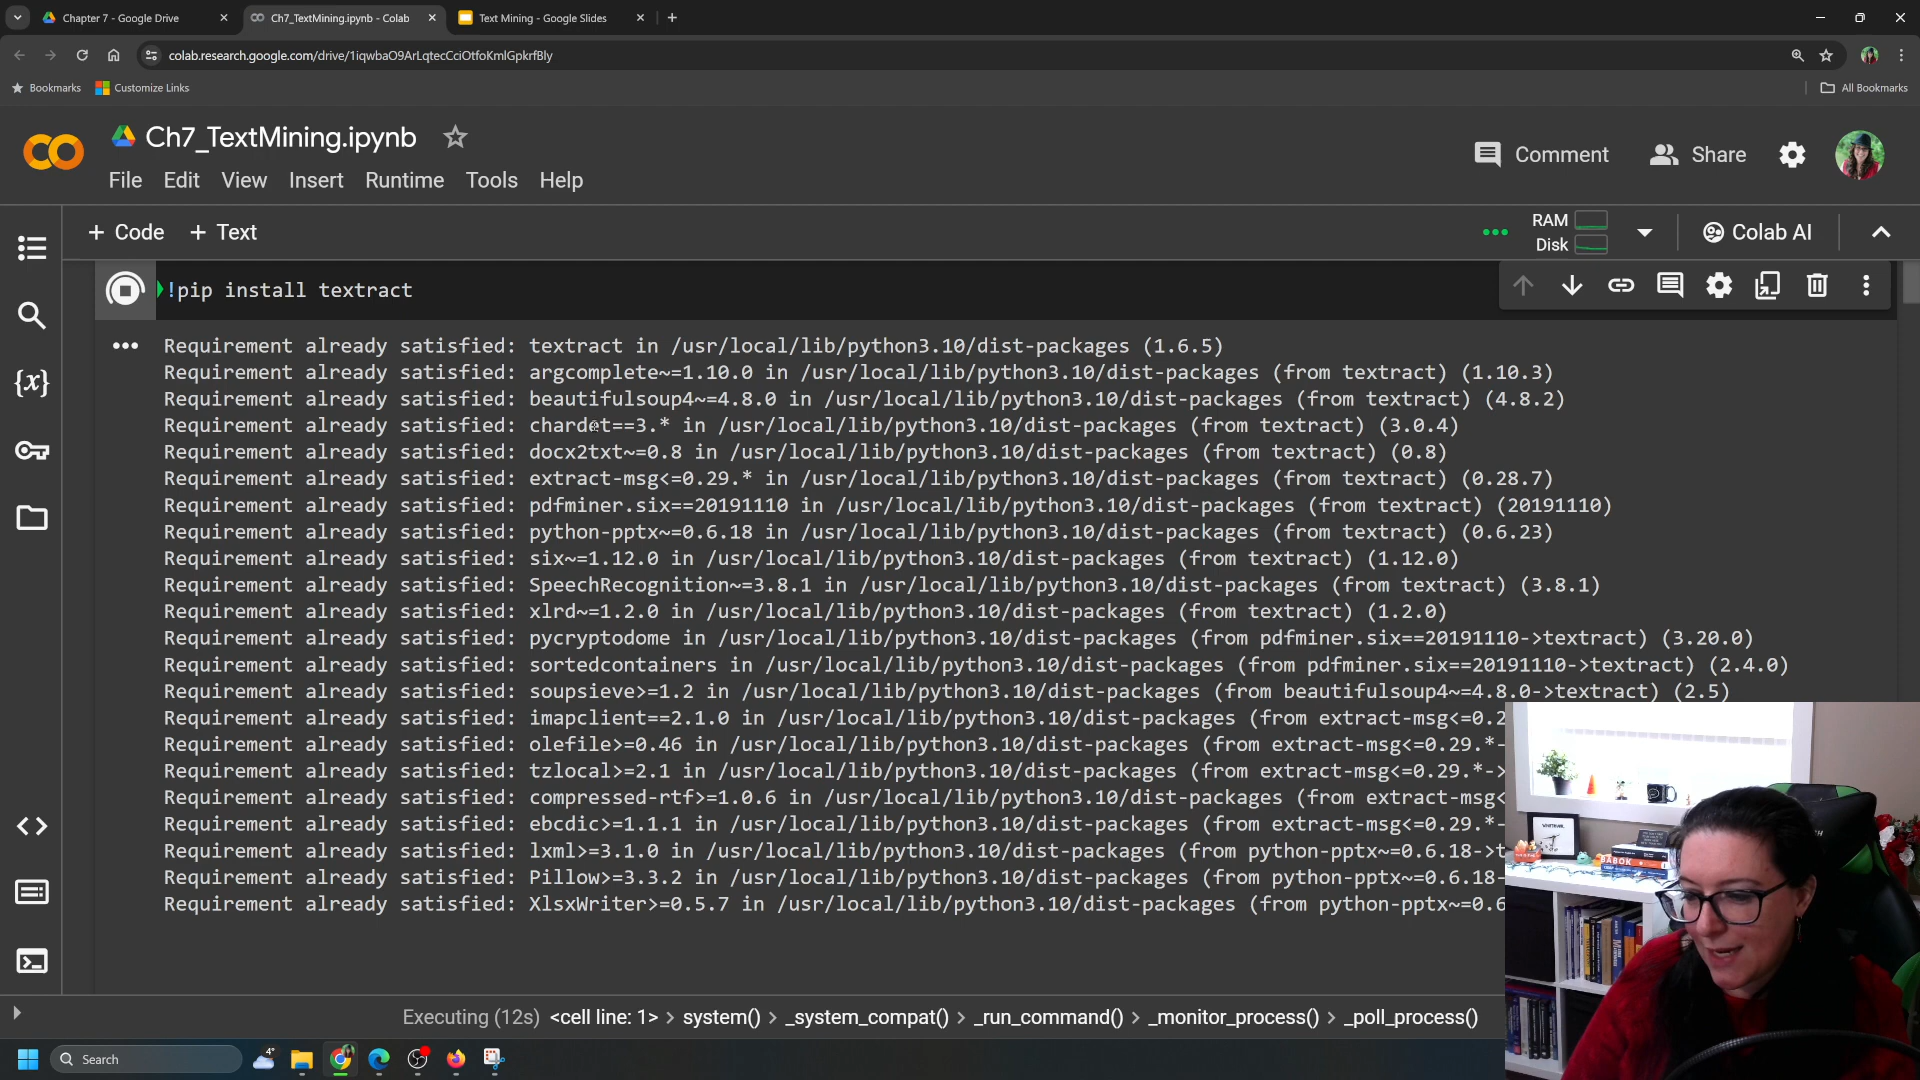 Chapter 7 - Google Drive
Ch7_TextMining.ipynb - Colab
Text Mining - Google Slides
colab.research.google.com/drive/1iqwbaO9ArLqtecCciOtfoKmlGpkrfBly
Bookmarks
Customize Links
All Bookmarks
Ch7_TextMining.ipynb
Comment
Share
File Edit View Insert Runtime Tools Help
+ Code + Text
RAM
Disk
Colab AI
!pip install textract
Requirement already satisfied: textract in /usr/local/lib/python3.10/dist-packages (1.6.5)
Requirement already satisfied: argcomplete~=1.10.0 in /usr/local/lib/python3.10/dist-packages (from textract) (1.10.3)
Requirement already satisfied: beautifulsoup4~=4.8.0 in /usr/local/lib/python3.10/dist-packages (from textract) (4.8.2)
Requirement already satisfied: chardet==3.* in /usr/local/lib/python3.10/dist-packages (from textract) (3.0.4)
Requirement already satisfied: docx2txt~=0.8 in /usr/local/lib/python3.10/dist-packages (from textract) (0.8)
Requirement already satisfied: extract-msg<=0.29.* in /usr/local/lib/python3.10/dist-packages (from textract) (0.28.7)
Requirement already satisfied: pdfminer.six==20191110 in /usr/local/lib/python3.10/dist-packages (from textract) (20191110)
Requirement already satisfied: python-pptx~=0.6.18 in /usr/local/lib/python3.10/dist-packages (from textract) (0.6.23)
Requirement already satisfied: six~=1.12.0 in /usr/local/lib/python3.10/dist-packages (from textract) (1.12.0)
Requirement already satisfied: SpeechRecognition~=3.8.1 in /usr/local/lib/python3.10/dist-packages (from textract) (3.8.1)
Requirement already satisfied: xlrd~=1.2.0 in /usr/local/lib/python3.10/dist-packages (from textract) (1.2.0)
Requirement already satisfied: pycryptodome in /usr/local/lib/python3.10/dist-packages (from pdfminer.six==20191110->textract) (3.20.0)
Requirement already satisfied: sortedcontainers in /usr/local/lib/python3.10/dist-packages (from pdfminer.six==20191110->textract) (2.4.0)
Requirement already satisfied: soupsieve>=1.2 in /usr/local/lib/python3.10/dist-packages (from beautifulsoup4~=4.8.0->textract) (2.5)
Requirement already satisfied: imapclient==2.1.0 in /usr/local/lib/python3.10/dist-packages (from extract-msg<=0.2
Requirement already satisfied: olefile>=0.46 in /usr/local/lib/python3.10/dist-packages (from extract-msg<=0.29.*-
Requirement already satisfied: tzlocal>=2.1 in /usr/local/lib/python3.10/dist-packages (from extract-msg<=0.29.*->
Requirement already satisfied: compressed-rtf>=1.0.6 in /usr/local/lib/python3.10/dist-packages (from extract-msg<
Requirement already satisfied: ebcdic>=1.1.1 in /usr/local/lib/python3.10/dist-packages (from extract-msg<=0.29.*-
Requirement already satisfied: lxml>=3.1.0 in /usr/local/lib/python3.10/dist-packages (from python-pptx~=0.6.18->t
Requirement already satisfied: Pillow>=3.3.2 in /usr/local/lib/python3.10/dist-packages (from python-pptx~=0.6.18-
Requirement already satisfied: XlsxWriter>=0.5.7 in /usr/local/lib/python3.10/dist-packages (from python-pptx~=0.6
BABOK
Executing (12s) <cell line: 1> > system() > _system_compat() > _run_command() > _monitor_process() > _poll_process()
Search
4°